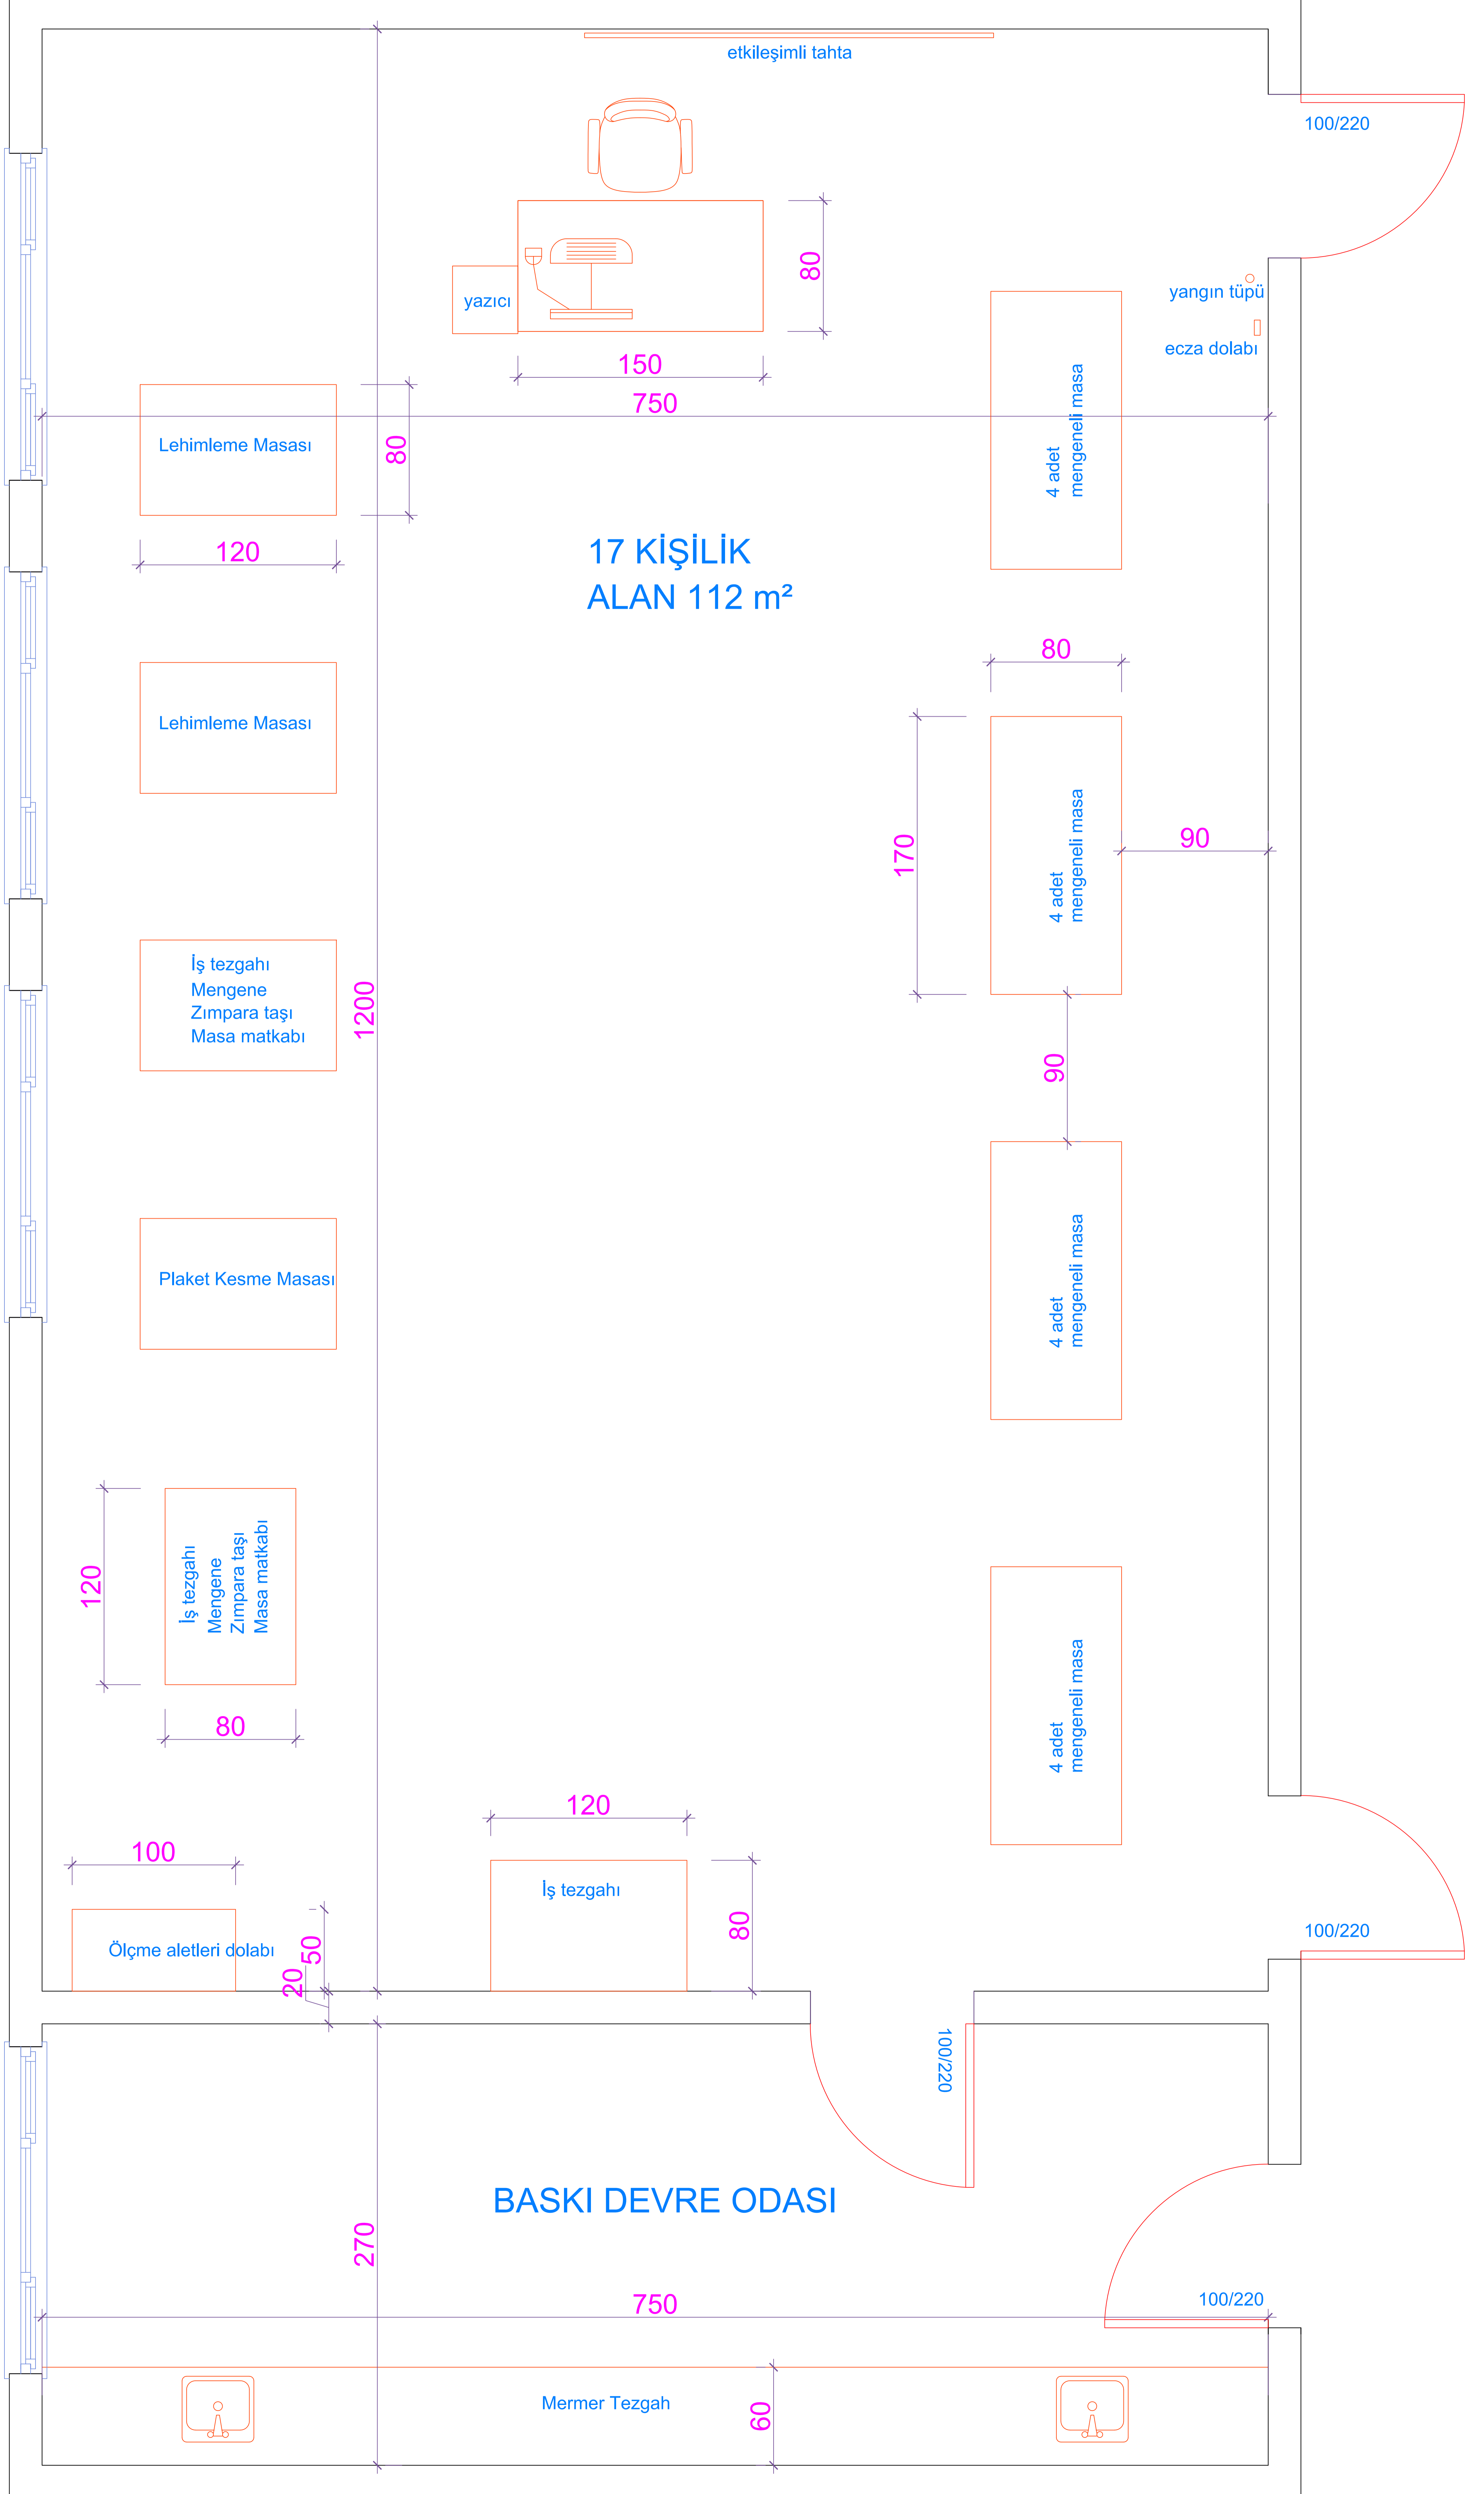 etkileşimli tahta
100/220
80
yazıcı
yangın tüpü
ecza dolabı
150
750
Lehimleme Masası
80
4 adet
mengeneli masa
120
17 KİŞİLİK
ALAN 112 m²
80
Lehimleme Masası
170
4 adet
mengeneli masa
90
İş tezgahı
Mengene
Zımpara taşı
Masa matkabı
1200
90
Plaket Kesme Masası
4 adet
mengeneli masa
120
İş tezgahı
Mengene
Zımpara taşı
Masa matkabı
80
4 adet
mengeneli masa
120
100
İş tezgahı
80
Ölçme aletleri dolabı
50
20
100/220
100/220
BASKI DEVRE ODASI
270
100/220
750
Mermer Tezgah
60